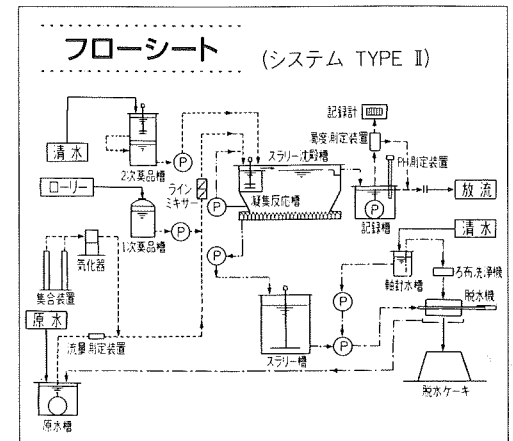 フローシート
(システム TYPE Ⅱ)
記録計
濁度測定装置
PH測定装置
清水
2次薬品槽
P
スラリー沈殿槽
ローリー
ライン
ミキサー
凝集反応槽
P
P
放流
記録槽
1次薬品槽
P
清水
気化器
集合装置
P
軸計水槽
ろ布洗浄機
脱水機
原水
流量測定装置
P
P
P
スラリー槽
原水槽
脱水ケーキ